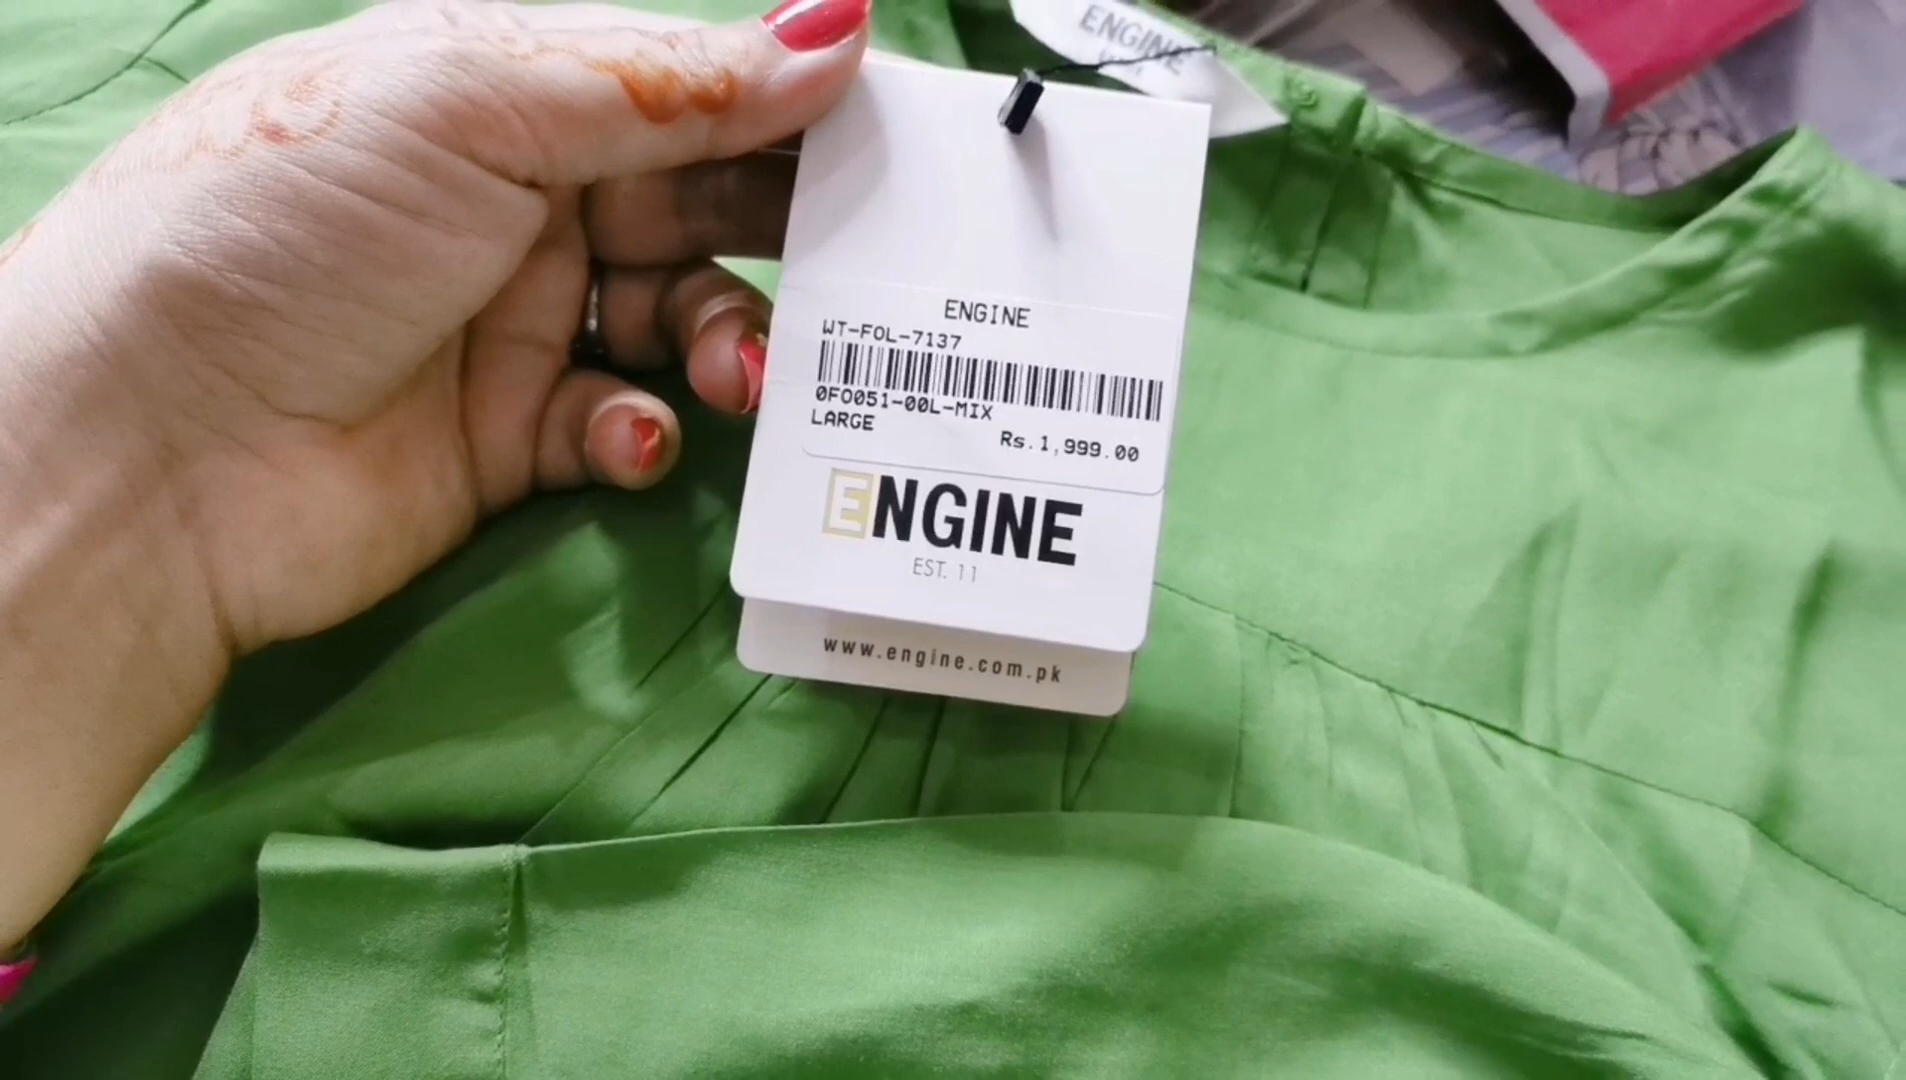 ENGINE
ENGINE
WT-FOL-7137
0FO051-00L-MIX
LARGE
Rs.1,999.00
ENGINE
EST. 11
www.engine.com.pk